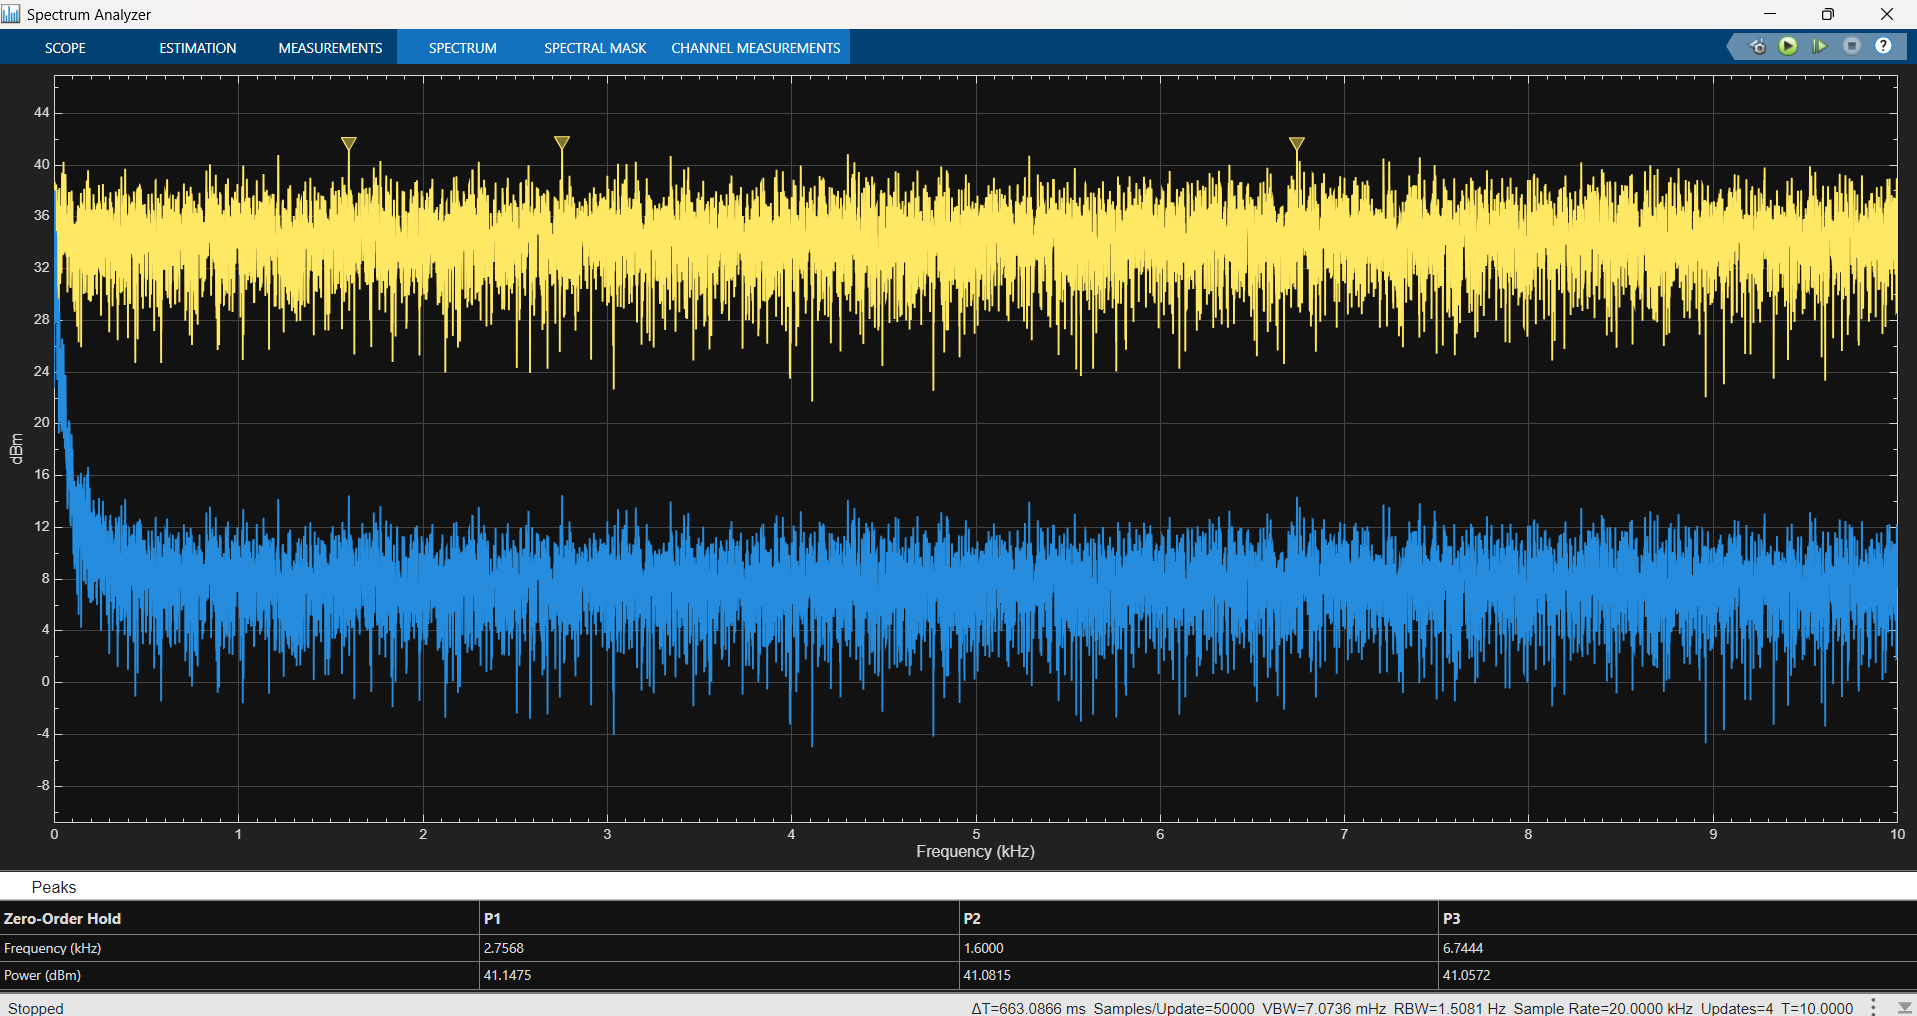 Spectrum Analyzer
SCOPE ESTIMATION MEASUREMENTS SPECTRUM SPECTRAL MASK CHANNEL MEASUREMENTS ?
44
40
36
32
28
24
20
16
12
8
4
0
-4
-8
dBm
0 1 2 3 4 5 6 7 8 9 10
Frequency (kHz)
Peaks
Zero-Order Hold P1 P2 P3
Frequency (kHz) 2.7568 1.6000 6.7444
Power (dBm) 41.1475 41.0815 41.0572
Stopped ΔT=663.0866 ms Samples/Update=50000 VBW=7.0736 mHz RBW=1.5081 Hz Sample Rate=20.0000 kHz Updates=4 T=10.0000